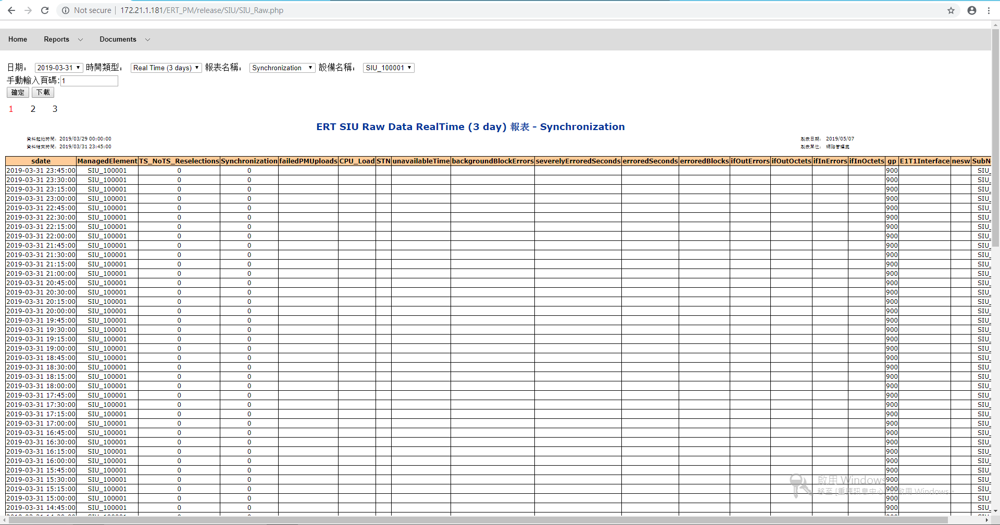 Not secure | 172.21.1.181/ERT_PM/release/SIU/SIU_Raw.php
Home Reports Documents
日期： 2019-03-31 時間類型： Real Time (3 days) 報表名稱： Synchronization 設備名稱： SIU_100001
手動輸入頁碼:1
確定 下載
1 2 3
ERT SIU Raw Data RealTime (3 day) 報表 - Synchronization
資料起始時間：2019/03/29 00:00:00 製表日期： 2019/05/07
資料結束時間：2019/03/31 23:45:00 製表單位： 網路管理處
sdate ManagedElement TS_NoTS_Reselections Synchronization failedPMUploads CPU_Load STN unavailableTime backgroundBlockErrors severelyErroredSeconds erroredSeconds erroredBlocks ifOutErrors ifOutOctets ifInErrors ifInOctets gp E1T1Interface nesw SubN
2019-03-31 23:45:00 SIU_100001 0 0 900 SIU_
2019-03-31 23:30:00 SIU_100001 0 0 900 SIU_
2019-03-31 23:15:00 SIU_100001 0 0 900 SIU_
2019-03-31 23:00:00 SIU_100001 0 0 900 SIU_
2019-03-31 22:45:00 SIU_100001 0 0 900 SIU_
2019-03-31 22:30:00 SIU_100001 0 0 900 SIU_
2019-03-31 22:15:00 SIU_100001 0 0 900 SIU_
2019-03-31 22:00:00 SIU_100001 0 0 900 SIU_
2019-03-31 21:45:00 SIU_100001 0 0 900 SIU_
2019-03-31 21:30:00 SIU_100001 0 0 900 SIU_
2019-03-31 21:15:00 SIU_100001 0 0 900 SIU_
2019-03-31 21:00:00 SIU_100001 0 0 900 SIU_
2019-03-31 20:45:00 SIU_100001 0 0 900 SIU_
2019-03-31 20:30:00 SIU_100001 0 0 900 SIU_
2019-03-31 20:15:00 SIU_100001 0 0 900 SIU_
2019-03-31 20:00:00 SIU_100001 0 0 900 SIU_
2019-03-31 19:45:00 SIU_100001 0 0 900 SIU_
2019-03-31 19:30:00 SIU_100001 0 0 900 SIU_
2019-03-31 19:15:00 SIU_100001 0 0 900 SIU_
2019-03-31 19:00:00 SIU_100001 0 0 900 SIU_
2019-03-31 18:45:00 SIU_100001 0 0 900 SIU_
2019-03-31 18:30:00 SIU_100001 0 0 900 SIU_
2019-03-31 18:15:00 SIU_100001 0 0 900 SIU_
2019-03-31 18:00:00 SIU_100001 0 0 900 SIU_
2019-03-31 17:45:00 SIU_100001 0 0 900 SIU_
2019-03-31 17:30:00 SIU_100001 0 0 900 SIU_
2019-03-31 17:15:00 SIU_100001 0 0 900 SIU_
2019-03-31 17:00:00 SIU_100001 0 0 900 SIU_
2019-03-31 16:45:00 SIU_100001 0 0 900 SIU_
2019-03-31 16:30:00 SIU_100001 0 0 900 SIU_
2019-03-31 16:15:00 SIU_100001 0 0 900 SIU_
2019-03-31 16:00:00 SIU_100001 0 0 900 SIU_
2019-03-31 15:45:00 SIU_100001 0 0 900 SIU_
2019-03-31 15:30:00 SIU_100001 0 0 啟用 Windows 900 SIU_
2019-03-31 15:15:00 SIU_100001 0 0 移至 [重要訊息中心] 900 啟用 Windows。 SIU_
2019-03-31 15:00:00 SIU_100001 0 0 900 SIU_
2019-03-31 14:45:00 SIU_100001 0 0 900 SIU_